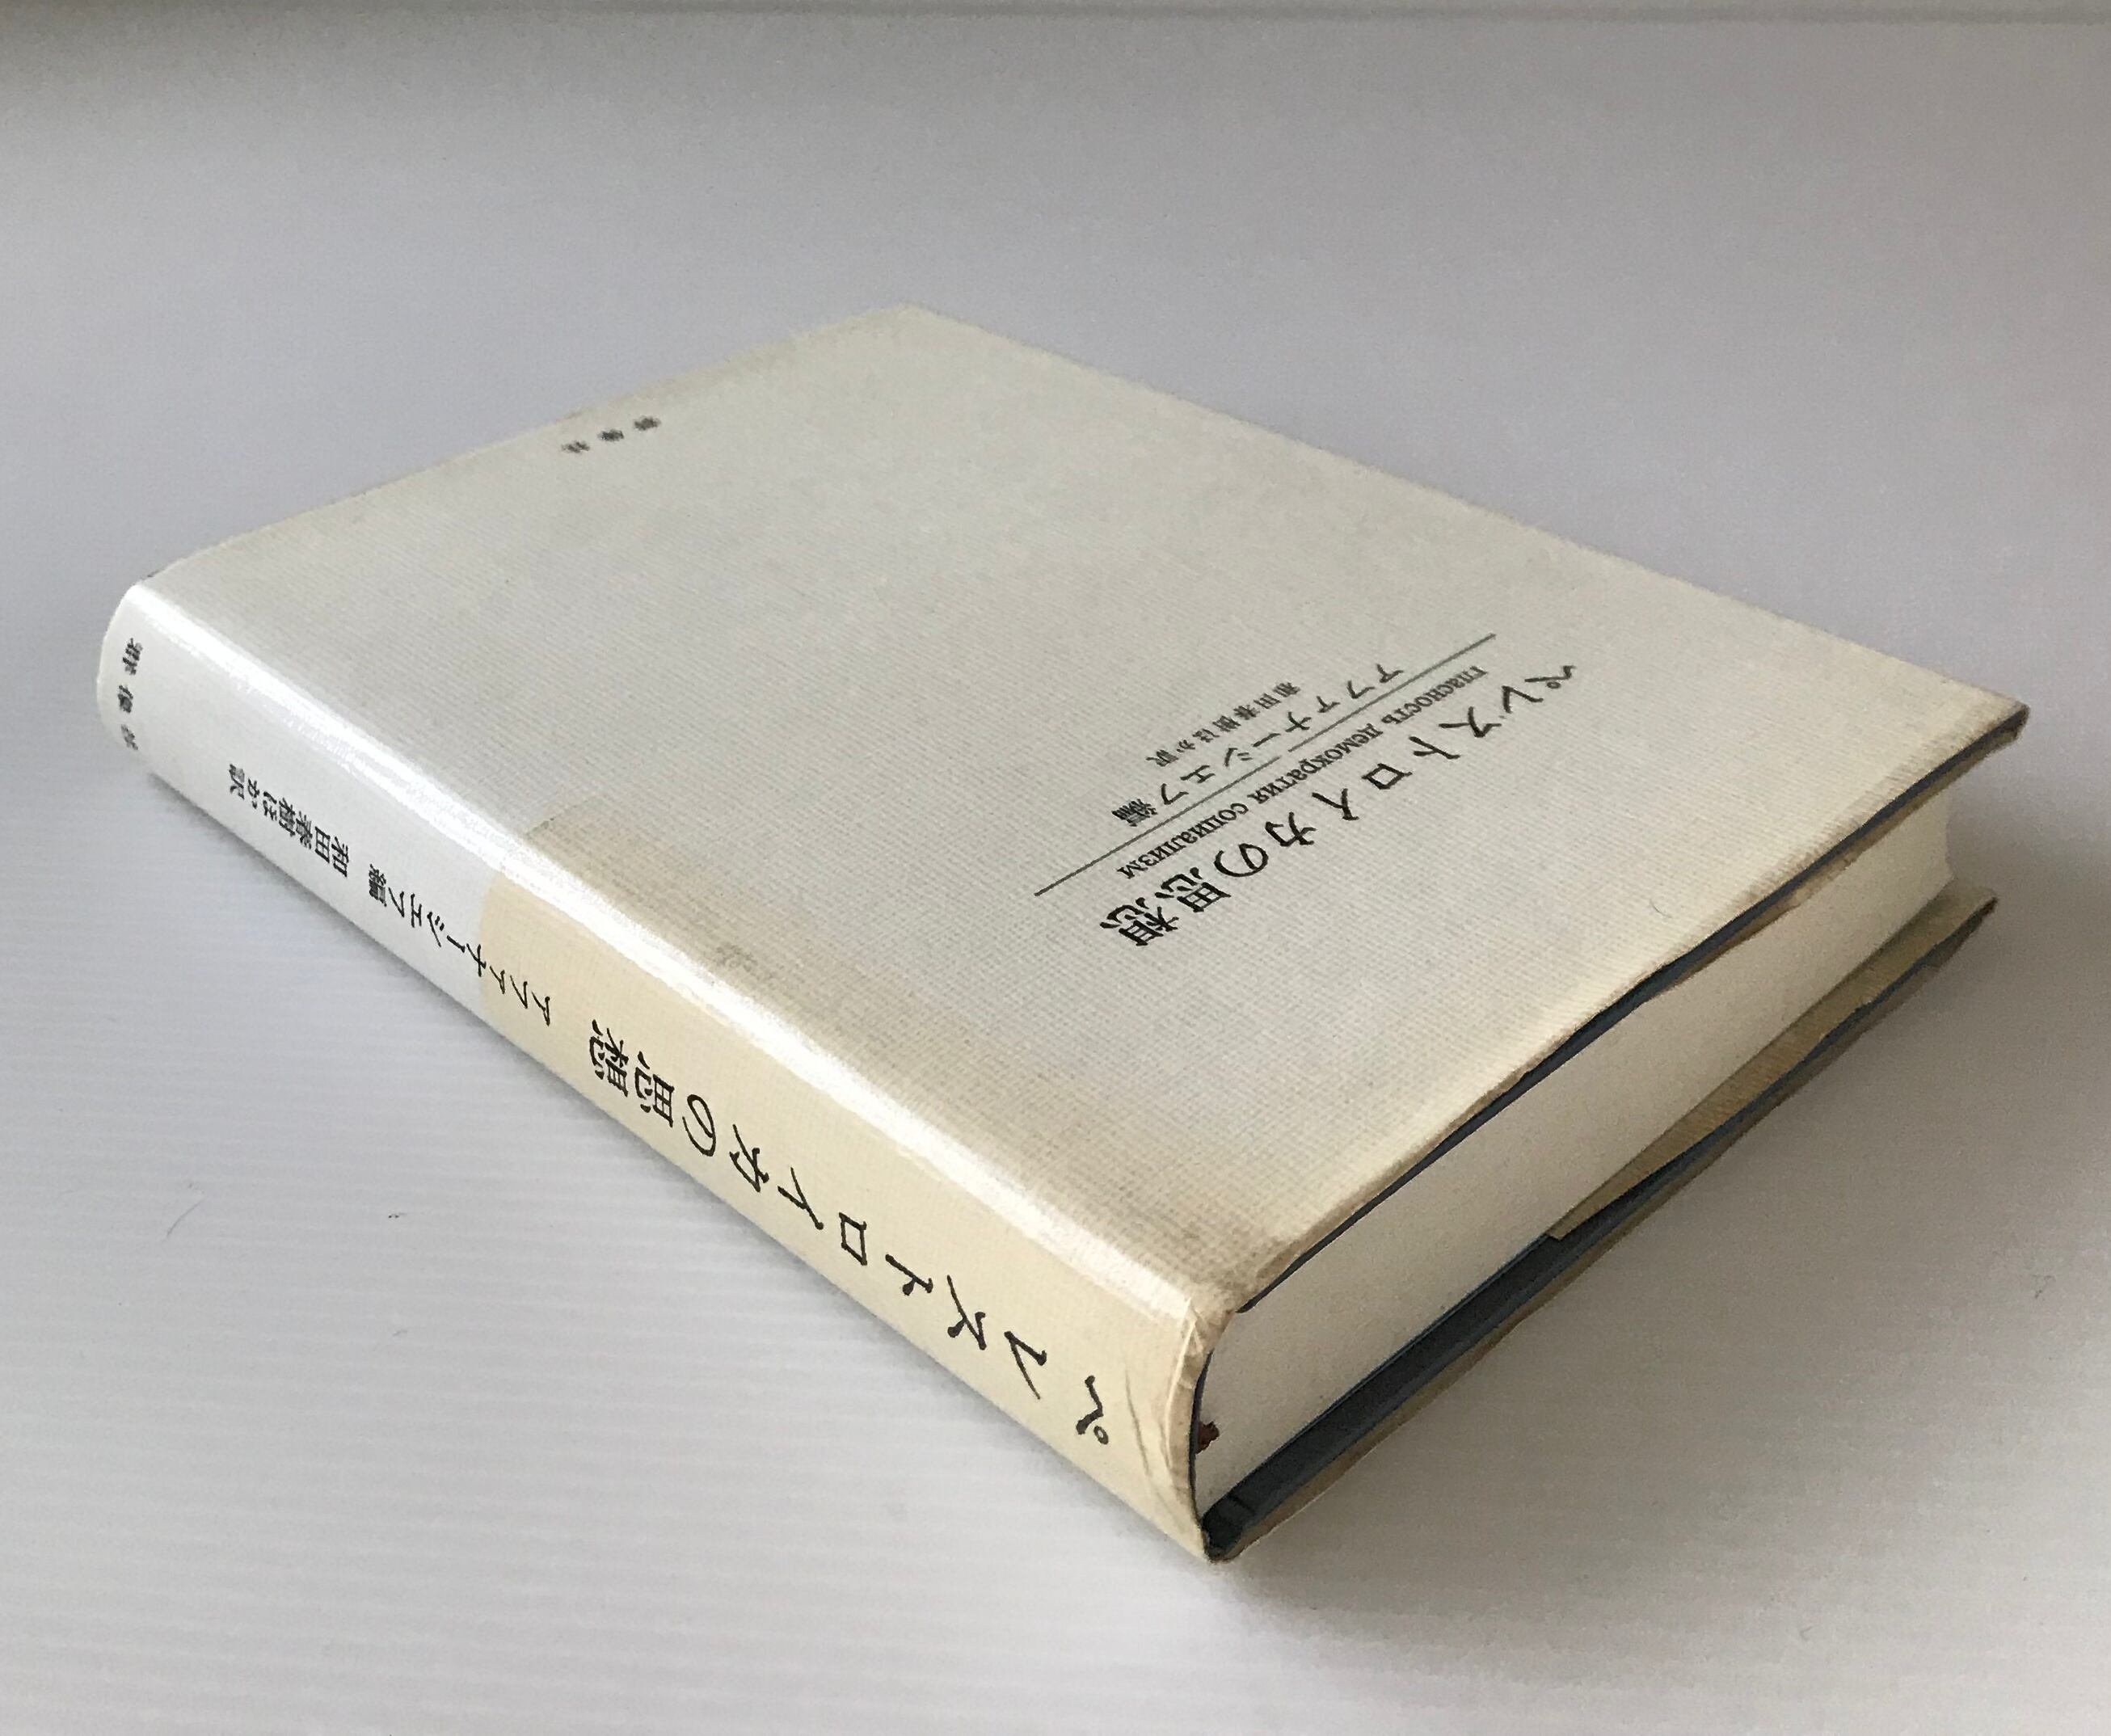 ペレストロイカの思想
гласность демократия социализм
アファナーシェフ編
和田春樹ほか訳
群像社
ペレストロイカの思想
アファナーシェフ編
和田春樹ほか訳
群像社